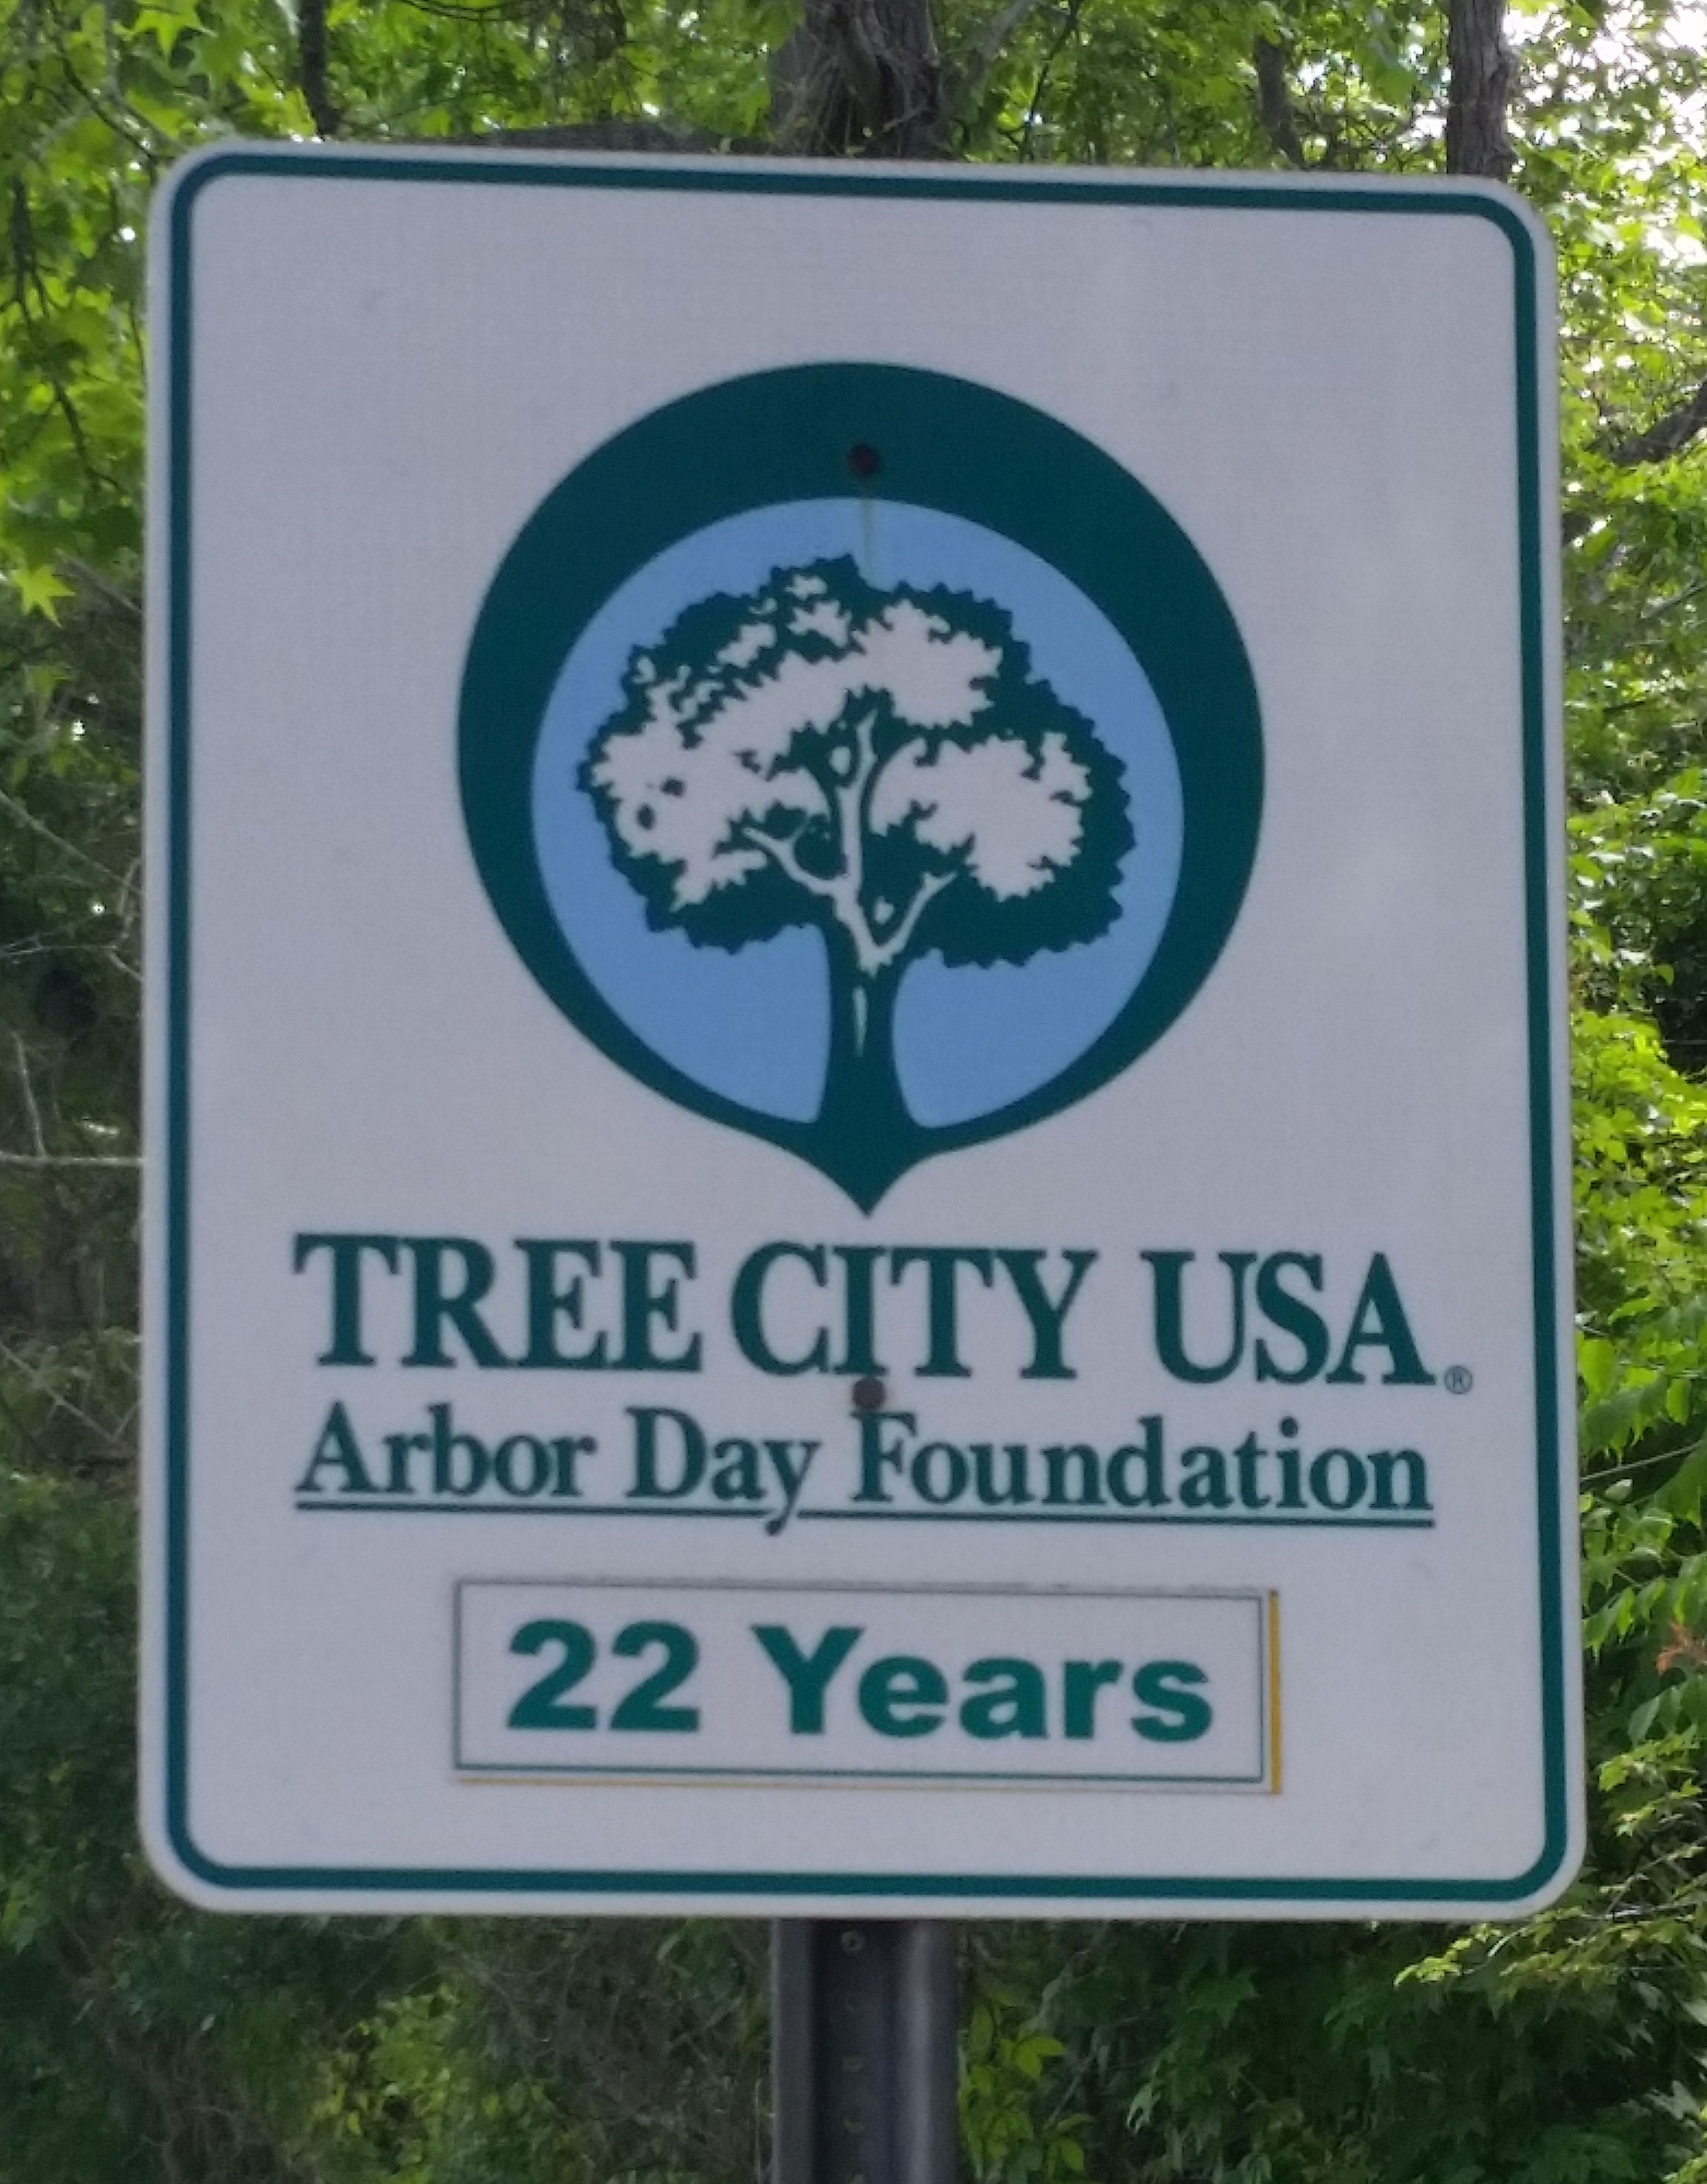 TREE CITY USA®
Arbor Day Foundation
22 Years